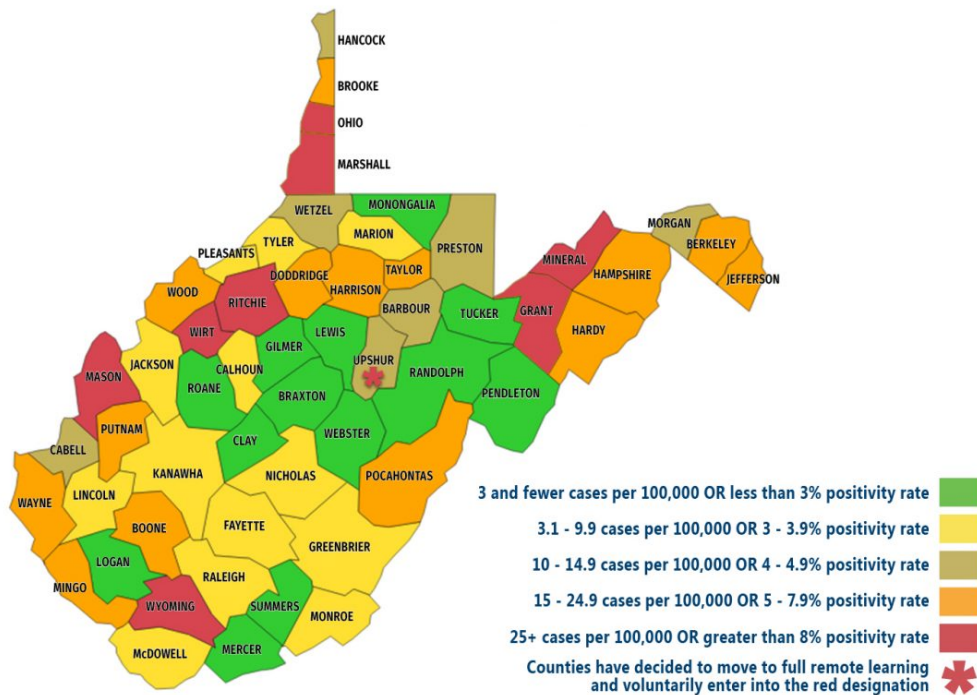 HANCOCK
BROOKE
OHIO
MARSHALL
WETZEL
MONONGALIA
MORGAN
TYLER
MARION
PRESTON
BERKELEY
PLEASANTS
MINERAL
JEFFERSON
DODDRIDGE
TAYLOR
HAMPSHIRE
WOOD
RITCHIE
HARRISON
BARBOUR
TUCKER
GRANT
HARDY
WIRT
LEWIS
GILMER
UPSHUR
JACKSON
CALHOUN
RANDOLPH
MASON
ROANE
BRAXTON
PENDLETON
PUTNAM
CLAY
WEBSTER
CABELL
KANAWHA
NICHOLAS
POCAHONTAS
WAYNE
LINCOLN
BOONE
FAYETTE
GREENBRIER
LOGAN
RALEIGH
MINGO
WYOMING
SUMMERS
MONROE
McDOWELL
MERCER
3 and fewer cases per 100,000 OR less than 3% positivity rate
3.1 - 9.9 cases per 100,000 OR 3 - 3.9% positivity rate
10 - 14.9 cases per 100,000 OR 4 - 4.9% positivity rate
15 - 24.9 cases per 100,000 OR 5 - 7.9% positivity rate
25+ cases per 100,000 OR greater than 8% positivity rate
Counties have decided to move to full remote learning
and voluntarily enter into the red designation